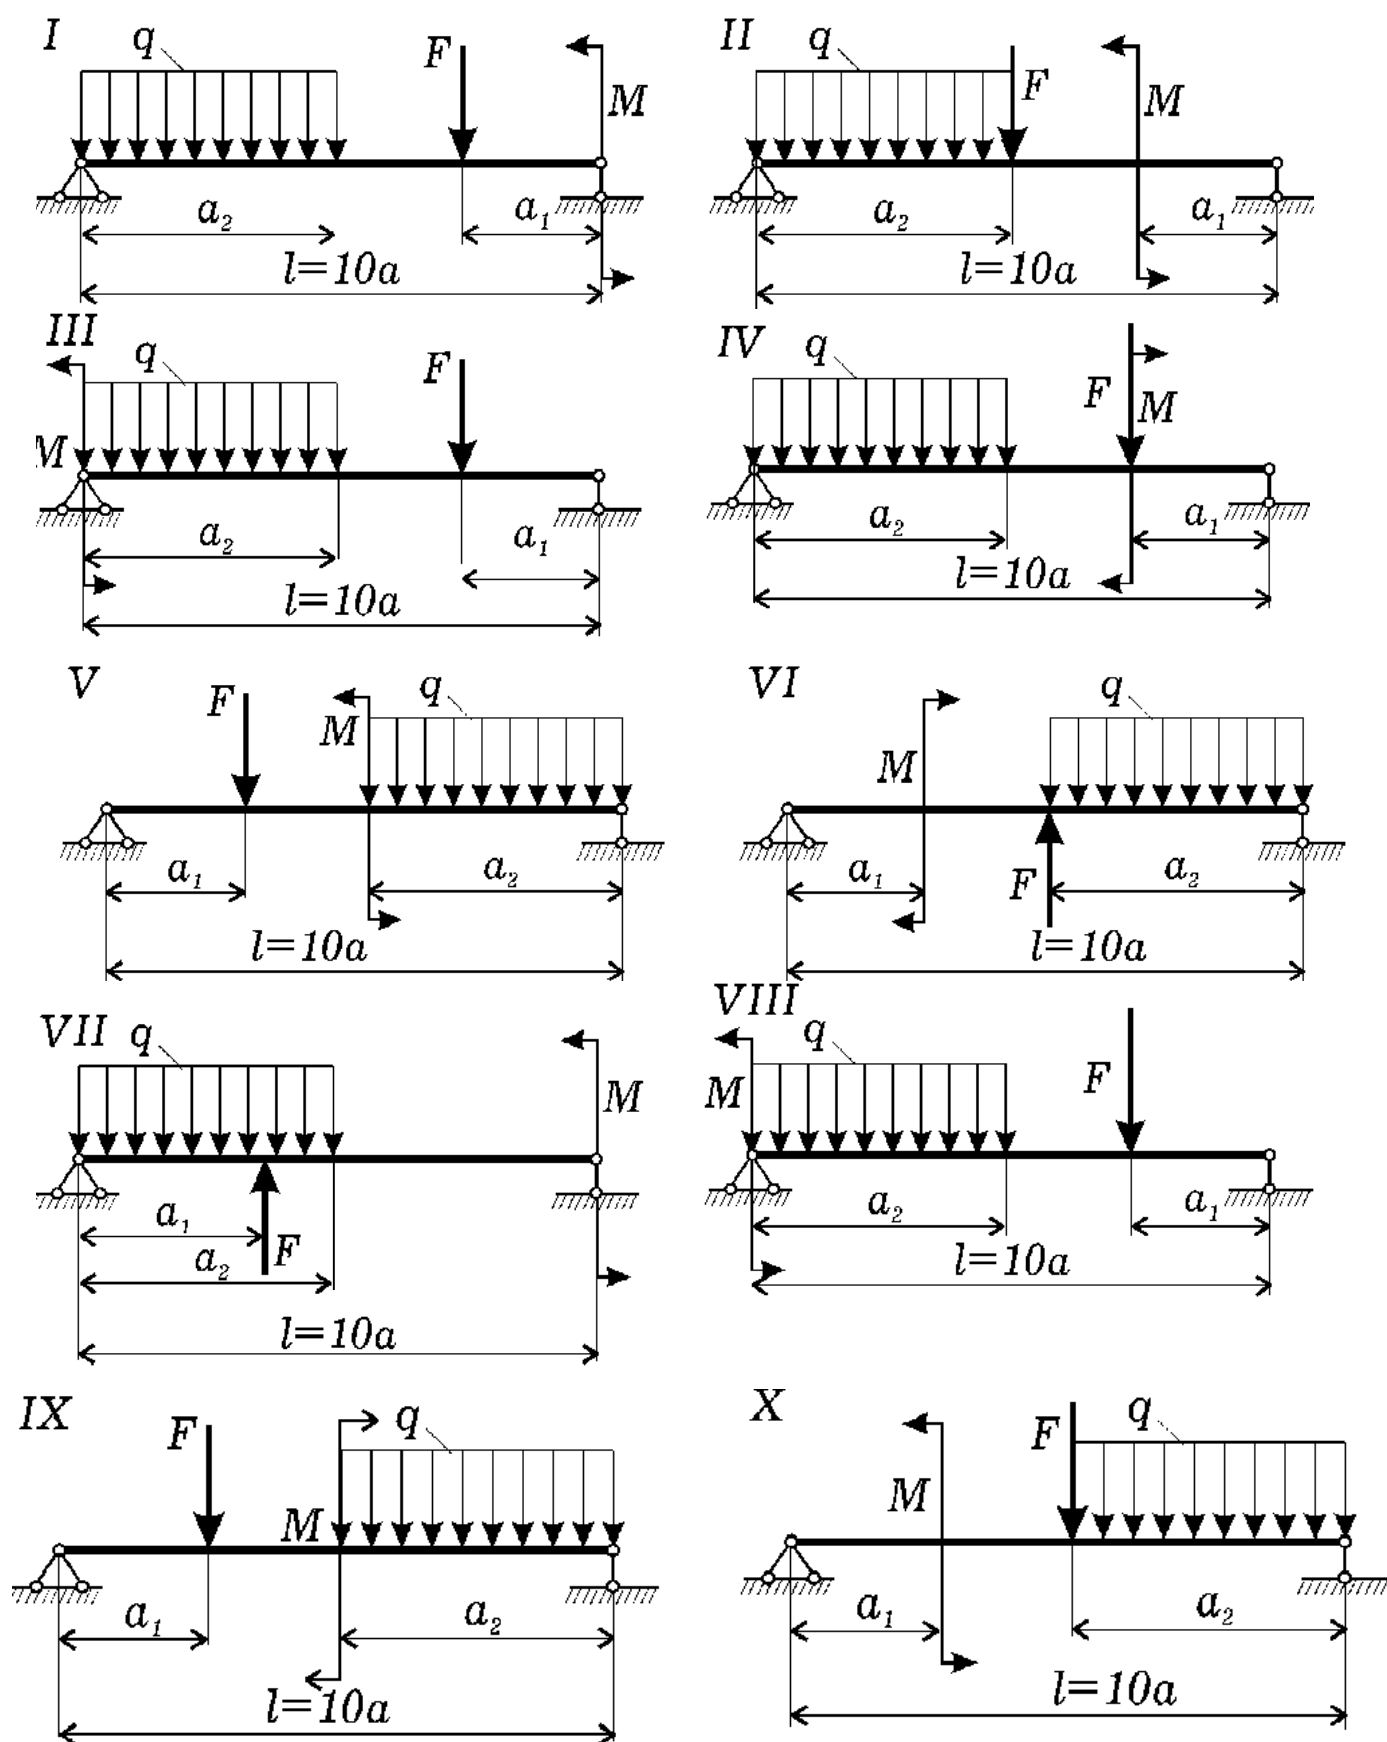 I q F M
a₂ a₁
l=10a
II q F M
a₂ a₁
l=10a
III q F
M
a₂ a₁
l=10a
IV q F M
a₂ a₁
l=10a
V F M q
a₁ a₂
l=10a
VI M q
a₁ F a₂
l=10a
VII q M
a₁ F
a₂
l=10a
VIII q F
M
a₂ a₁
l=10a
IX F M q
a₁ a₂
l=10a
X M F q
a₁ a₂
l=10a